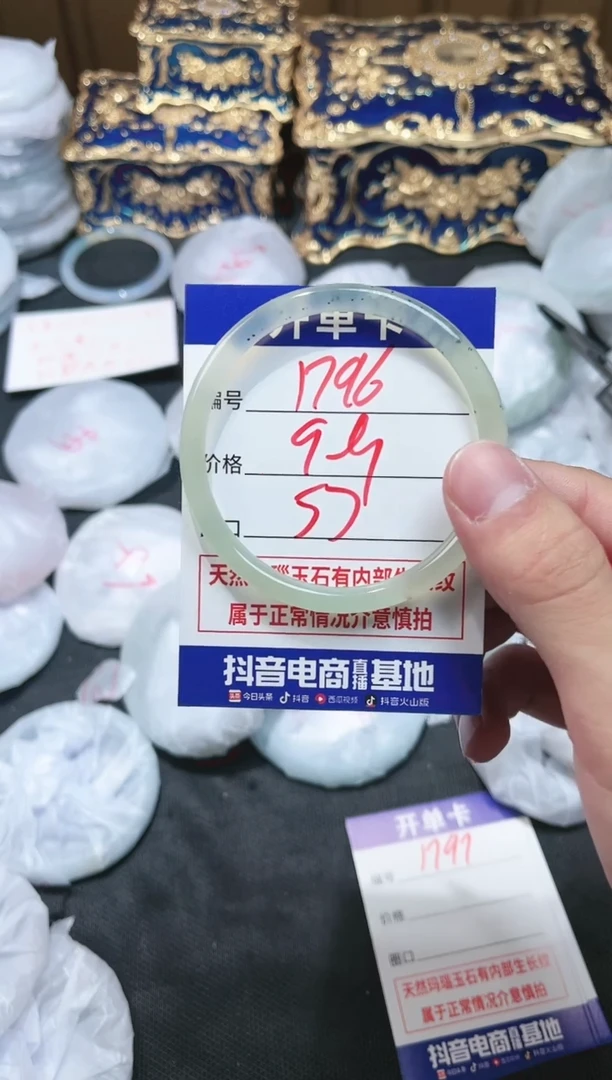 开单卡
编号 1796
价格
57
天然玛瑙玉石有内部生长纹
属于正常情况介意慎拍
抖音电商直播基地
今日头条 抖音 西瓜视频 抖音火山版
开单卡
编号 1797
价格
圈口
天然玛瑙玉石有内部生长纹
属于正常情况介意慎拍
抖音电商直播基地